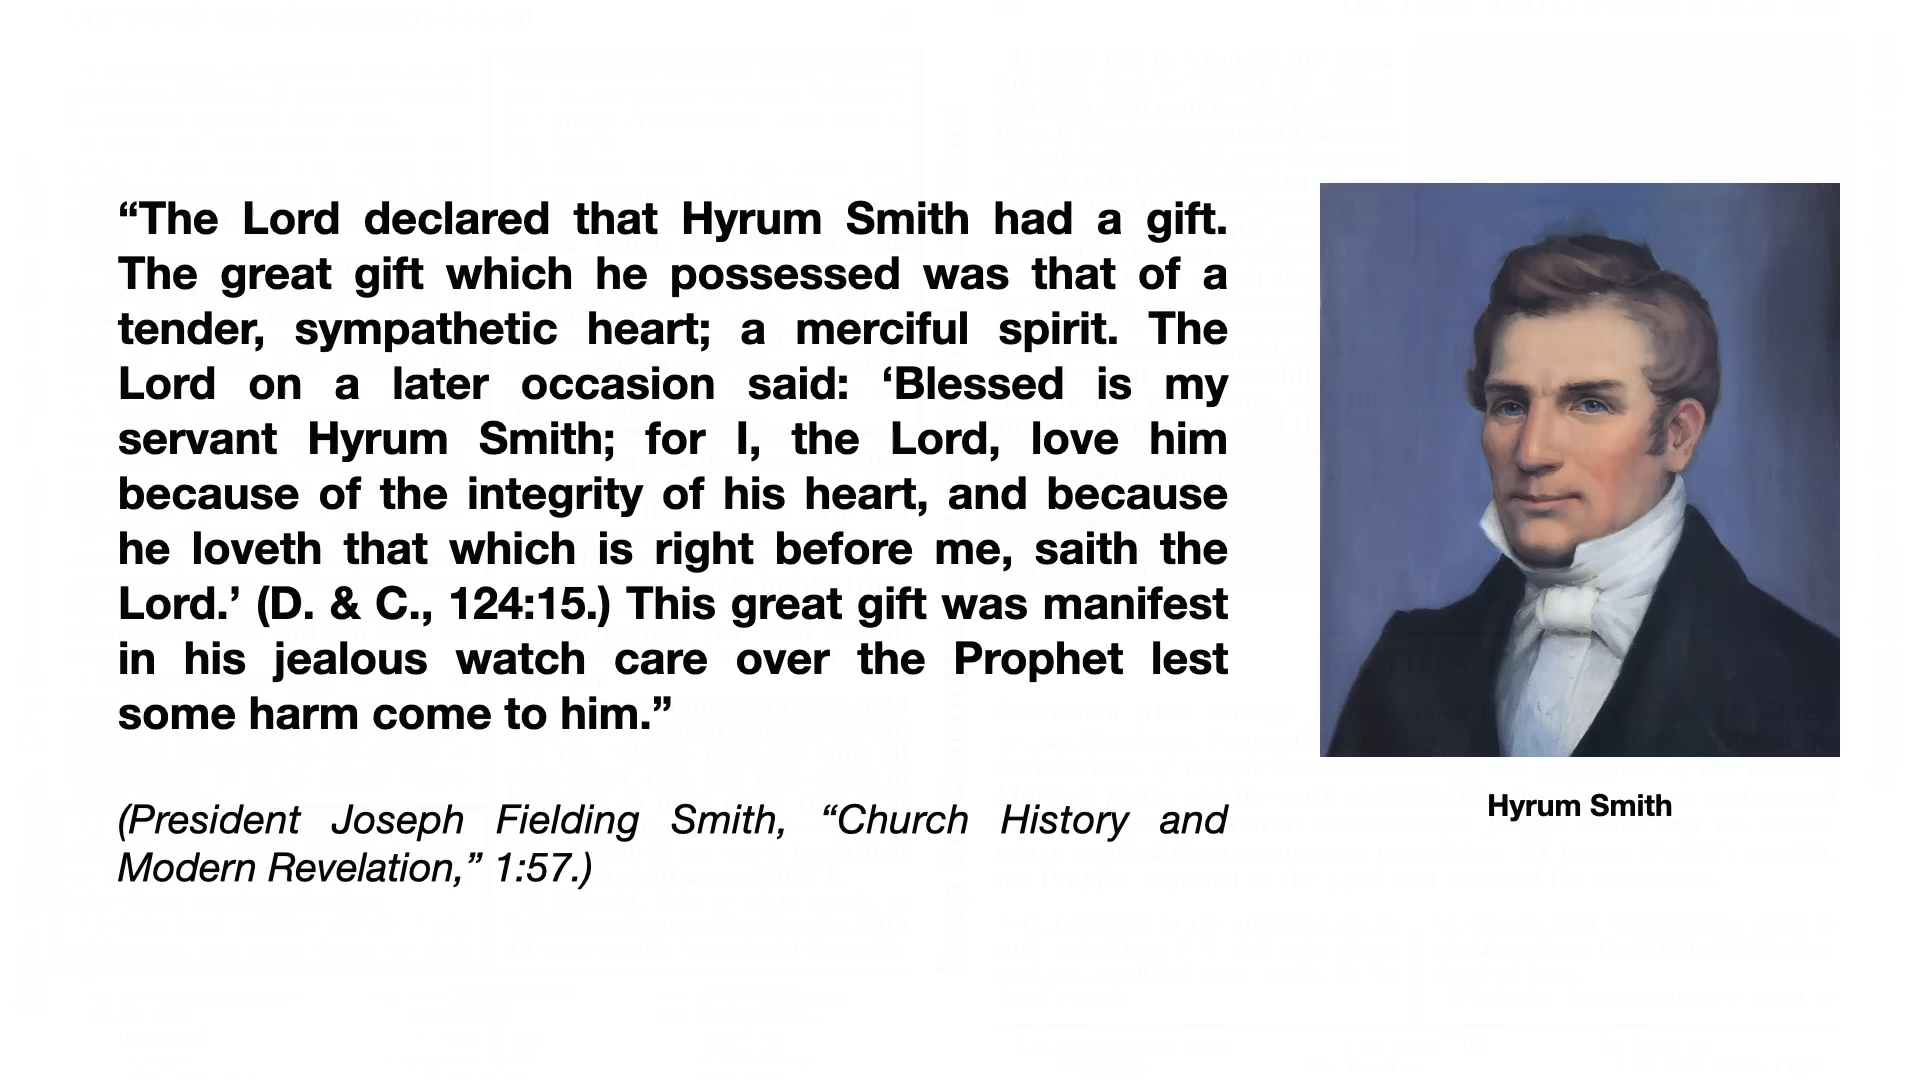 “The Lord declared that Hyrum Smith had a gift.
The great gift which he possessed was that of a
tender, sympathetic heart; a merciful spirit. The
Lord on a later occasion said: ‘Blessed is my
servant Hyrum Smith; for I, the Lord, love him
because of the integrity of his heart, and because
he loveth that which is right before me, saith the
Lord.’ (D. & C., 124:15.) This great gift was manifest
in his jealous watch care over the Prophet lest
some harm come to him.”
(President Joseph Fielding Smith, “Church History and
Modern Revelation,” 1:57.)
Hyrum Smith